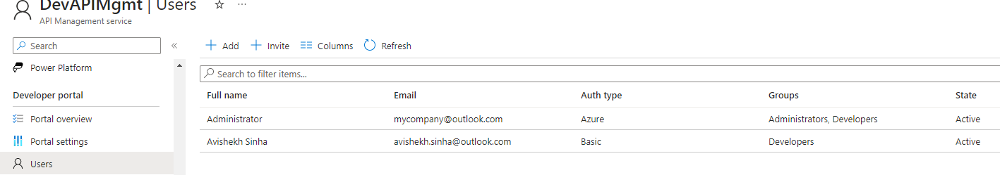 DevAPIMgmt | Users ☆ ...
API Management service
Search «
Add Invite Columns Refresh
Power Platform
Search to filter items...
Developer portal
Full name Email Auth type Groups State
Portal overview
Administrator mycompany@outlook.com Azure Administrators, Developers Active
Portal settings
Avishekh Sinha avishekh.sinha@outlook.com Basic Developers Active
Users